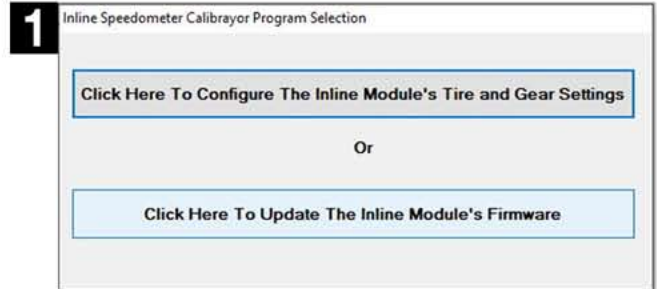 1
Inline Speedometer Calibrayor Program Selection
Click Here To Configure The Inline Module's Tire and Gear Settings
Or
Click Here To Update The Inline Module's Firmware